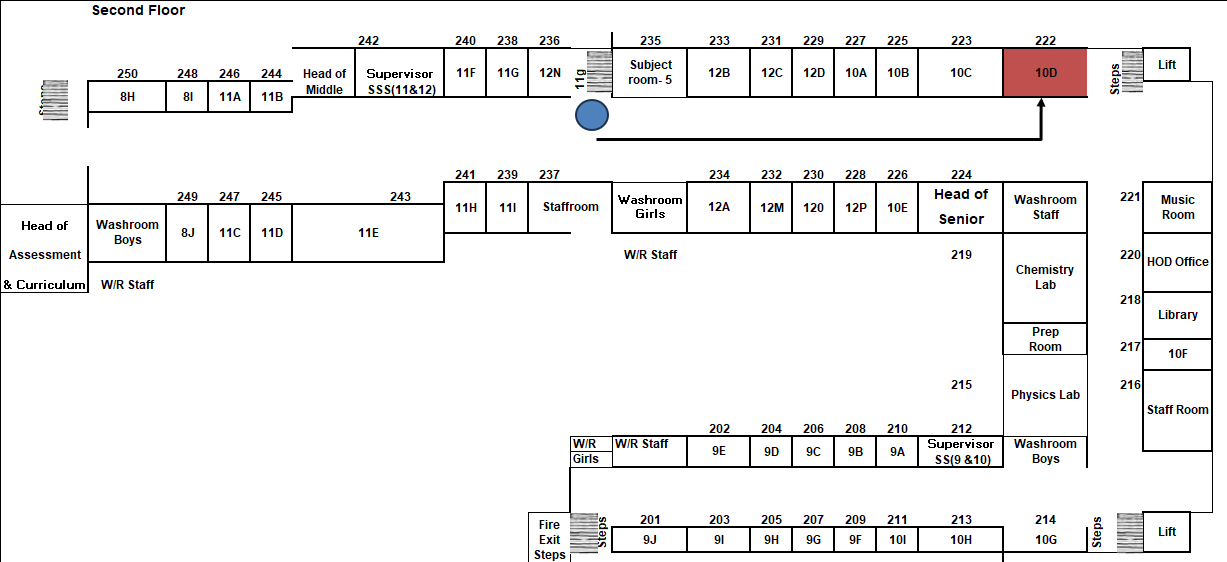 Second Floor
242 240 238 236 235 233 231 229 227 225 223 222
250 248 246 244
Head of
Middle
Supervisor
SSS(11&12)
11F 11G 12N
11g
Subject
room- 5
12B 12C 12D 10A 10B 10C 10D
Steps
Lift
8H 8I 11A 11B
241 239 237 234 232 230 228 226 224
249 247 245 243
11H 11I Staffroom
Washroom
Girls
12A 12M 120 12P 10E
Head of
Senior
Washroom
Staff
221
Music
Room
Head of
Assessment
& Curriculum
Washroom
Boys
8J 11C 11D 11E
W/R Staff
W/R Staff
219
Chemistry
Lab
220
HOD Office
218
Library
Prep
Room
217
10F
215
Physics Lab
216
Staff Room
202 204 206 208 210 212
W/R
Girls
W/R Staff
9E 9D 9C 9B 9A
Supervisor
SS(9 &10)
Washroom
Boys
201 203 205 207 209 211 213 214
Fire
Exit
Steps
Steps
9J 9I 9H 9G 9F 10I 10H 10G
Steps
Lift